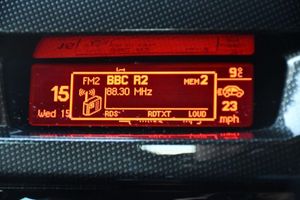 FM2 BBC R2 MEM2 9°c
15 88.30 MHz
23
Wed 15 RDS RDTXT LOUD mph